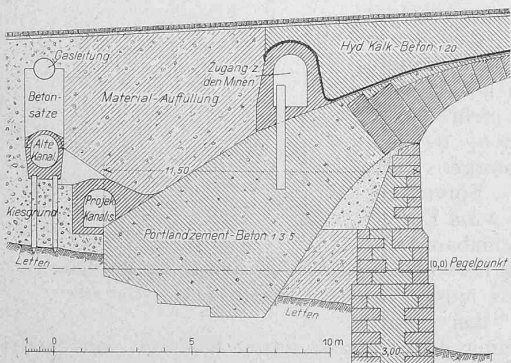 Gasleitung
Hyd Kalk-Beton 1:20
Zugang z.
den Minen
Beton-
sätze
Material-Auffüllung
Alte
Kanal.
11,50
Projekt.
Kanalis.
Kiesgrund
Portlandzement-Beton 1:3:5
Letten
(0,0) Pegelpunkt
Letten
1 0 5 10 m
3,00